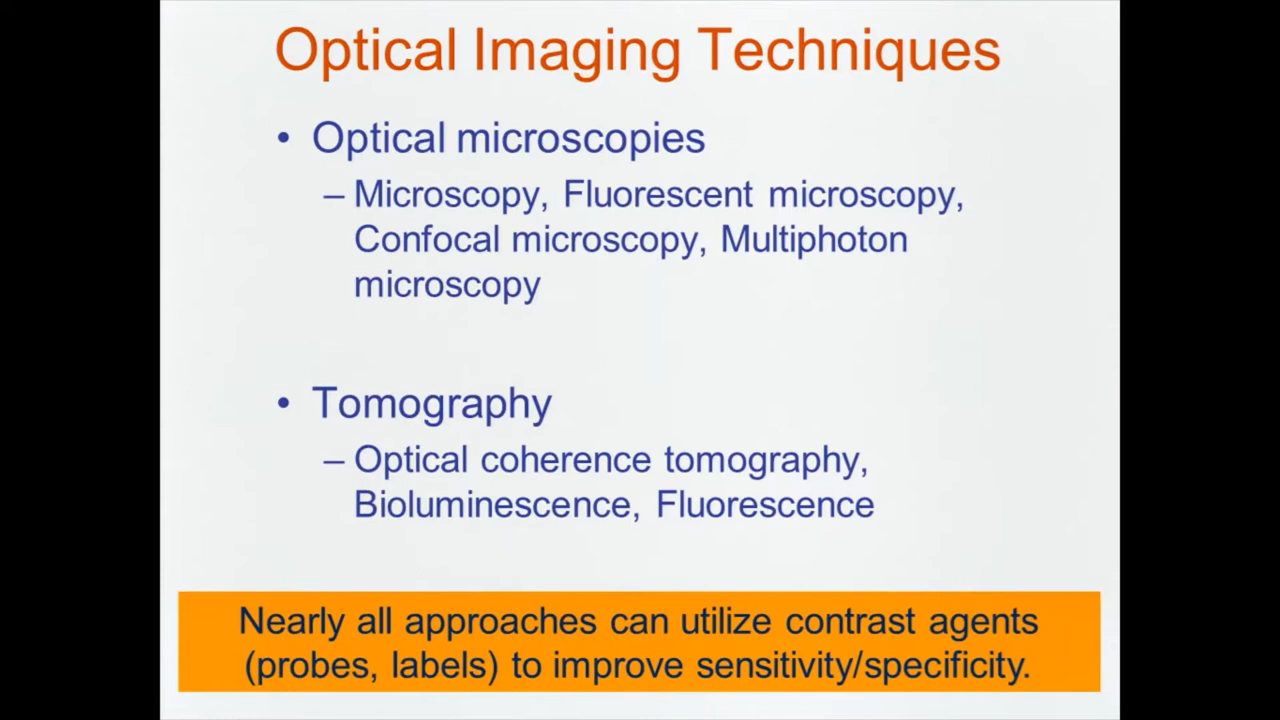 Optical Imaging Techniques
• Optical microscopies
– Microscopy, Fluorescent microscopy,
Confocal microscopy, Multiphoton
microscopy
• Tomography
– Optical coherence tomography,
Bioluminescence, Fluorescence
Nearly all approaches can utilize contrast agents
(probes, labels) to improve sensitivity/specificity.